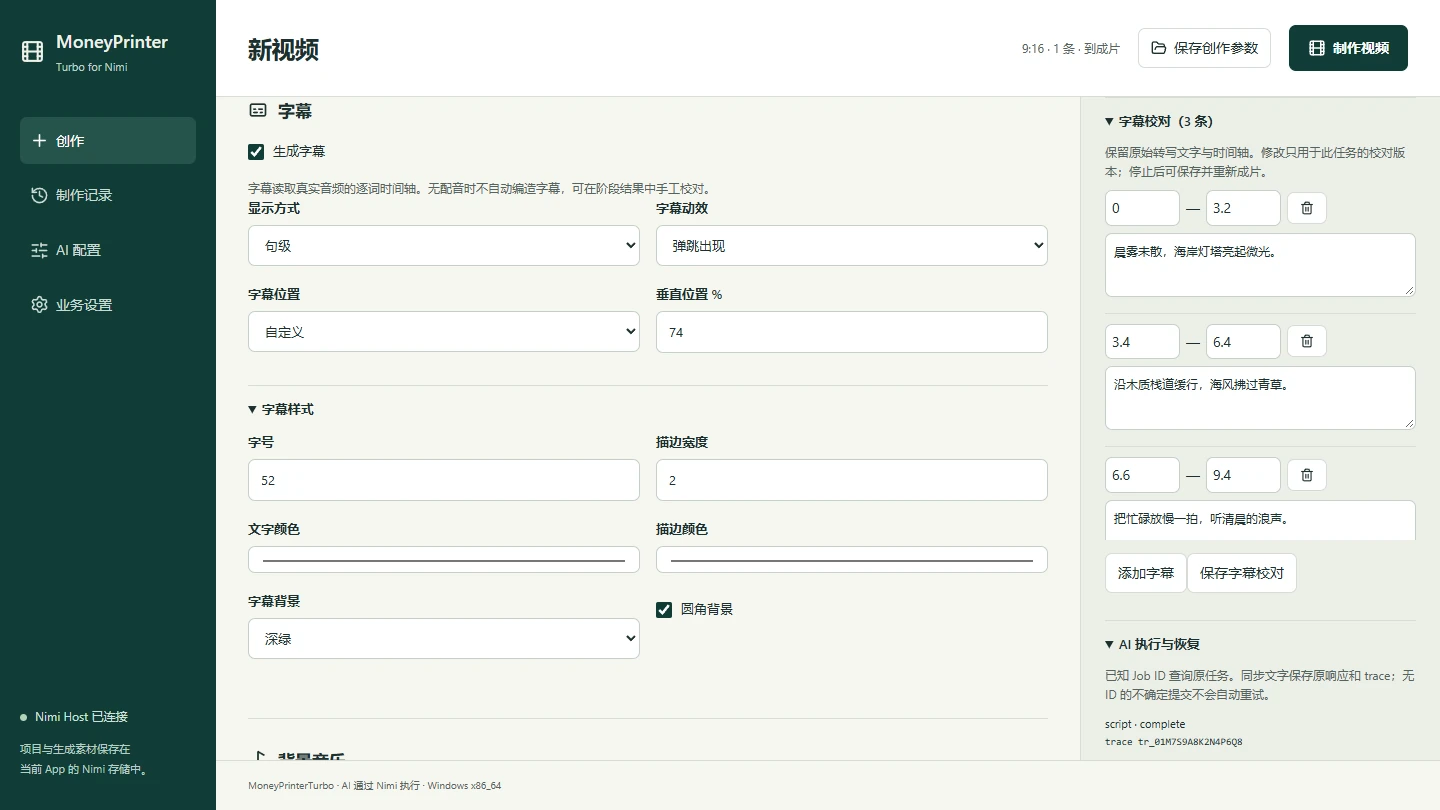 MoneyPrinter
Turbo for Nimi
创作
制作记录
AI 配置
业务设置
Nimi Host 已连接
项目与生成素材保存在
当前 App 的 Nimi 存储中。
新视频
9:16 · 1 条 · 到成片
保存创作参数
制作视频
字幕
生成字幕
字幕读取真实音频的逐词时间轴。无配音时不自动编造字幕，可在阶段结果中手工校对。
显示方式
字幕动效
句级
弹跳出现
字幕位置
垂直位置 %
自定义
74
字幕样式
字号
描边宽度
52
2
文字颜色
描边颜色
字幕背景
圆角背景
深绿
背景音乐
字幕校对（3 条）
保留原始转写文字与时间轴。修改只用于此任务的校对版
本；停止后可保存并重新成片。
0 — 3.2
晨雾未散，海岸灯塔亮起微光。
3.4 — 6.4
沿木质栈道缓行，海风拂过青草。
6.6 — 9.4
把忙碌放慢一拍，听清晨的浪声。
添加字幕
保存字幕校对
AI 执行与恢复
已知 Job ID 查询原任务。同步文字保存原响应和 trace；无
ID 的不确定提交不会自动重试。
script · complete
trace tr_01M7S9A8K2N4P6Q8
MoneyPrinterTurbo · AI 通过 Nimi 执行 · Windows x86_64